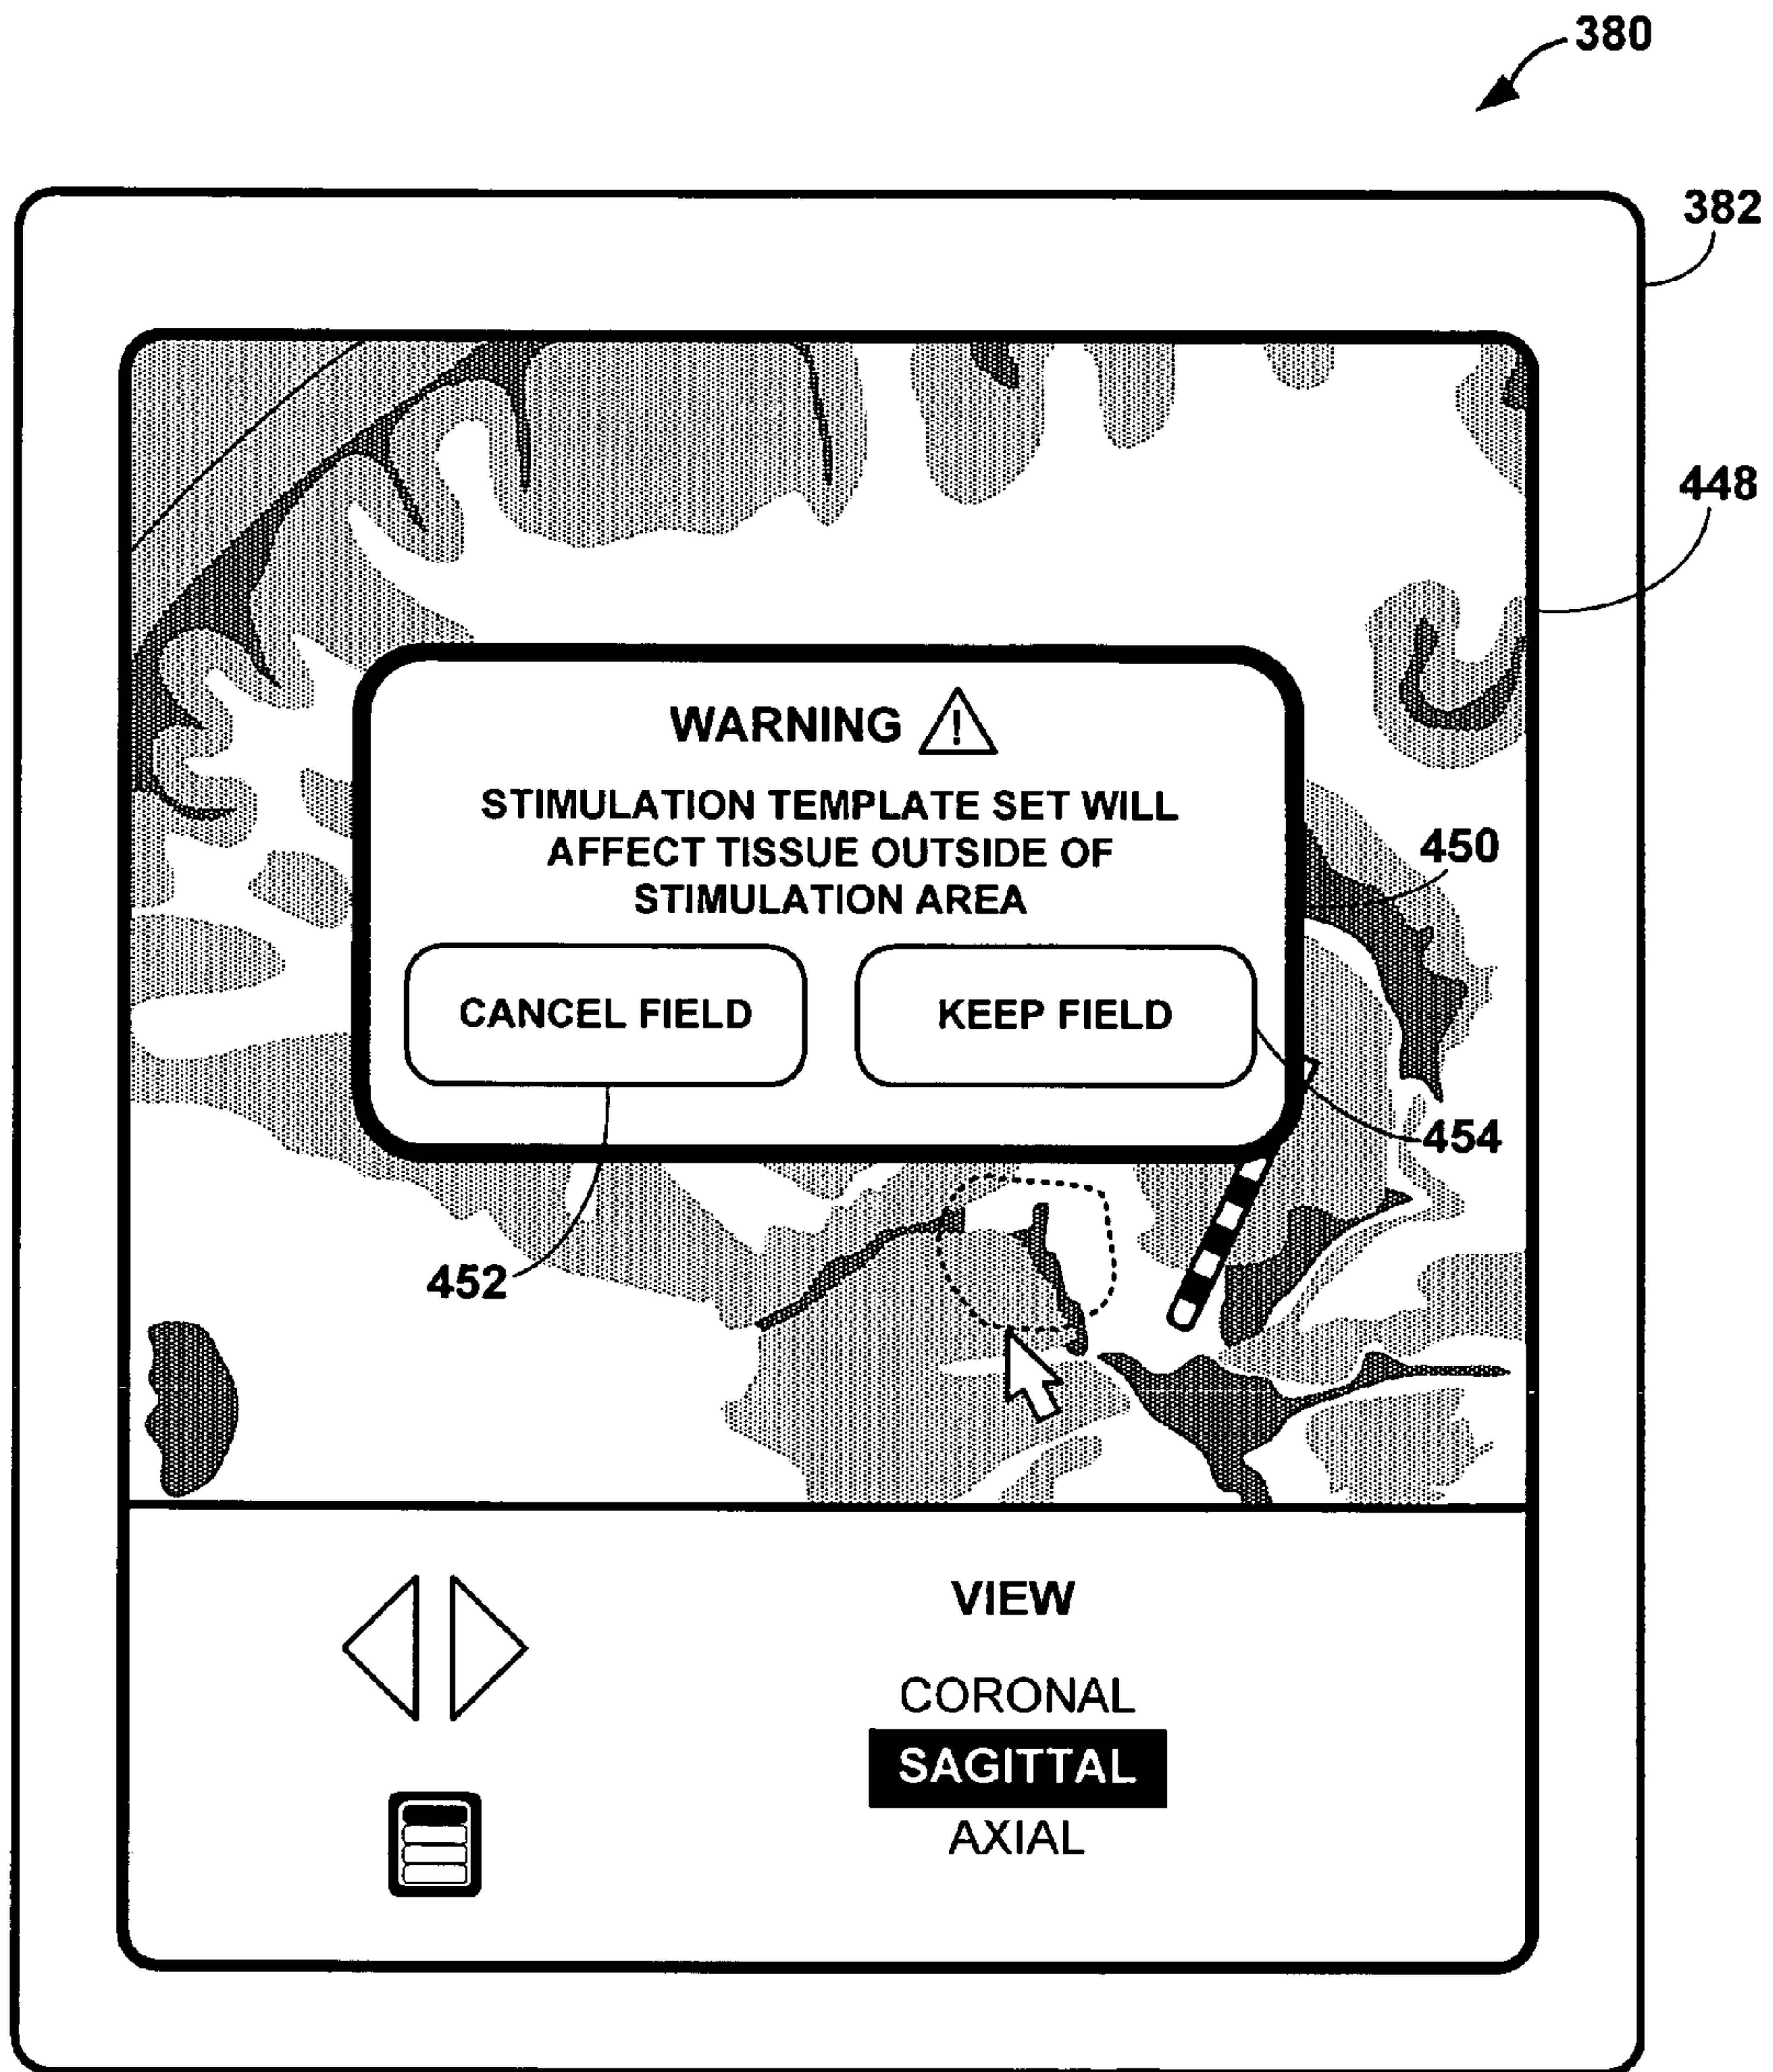 380
382
448
WARNING !
STIMULATION TEMPLATE SET WILL
AFFECT TISSUE OUTSIDE OF
STIMULATION AREA
450
CANCEL FIELD
KEEP FIELD
454
452
VIEW
CORONAL
SAGITTAL
AXIAL